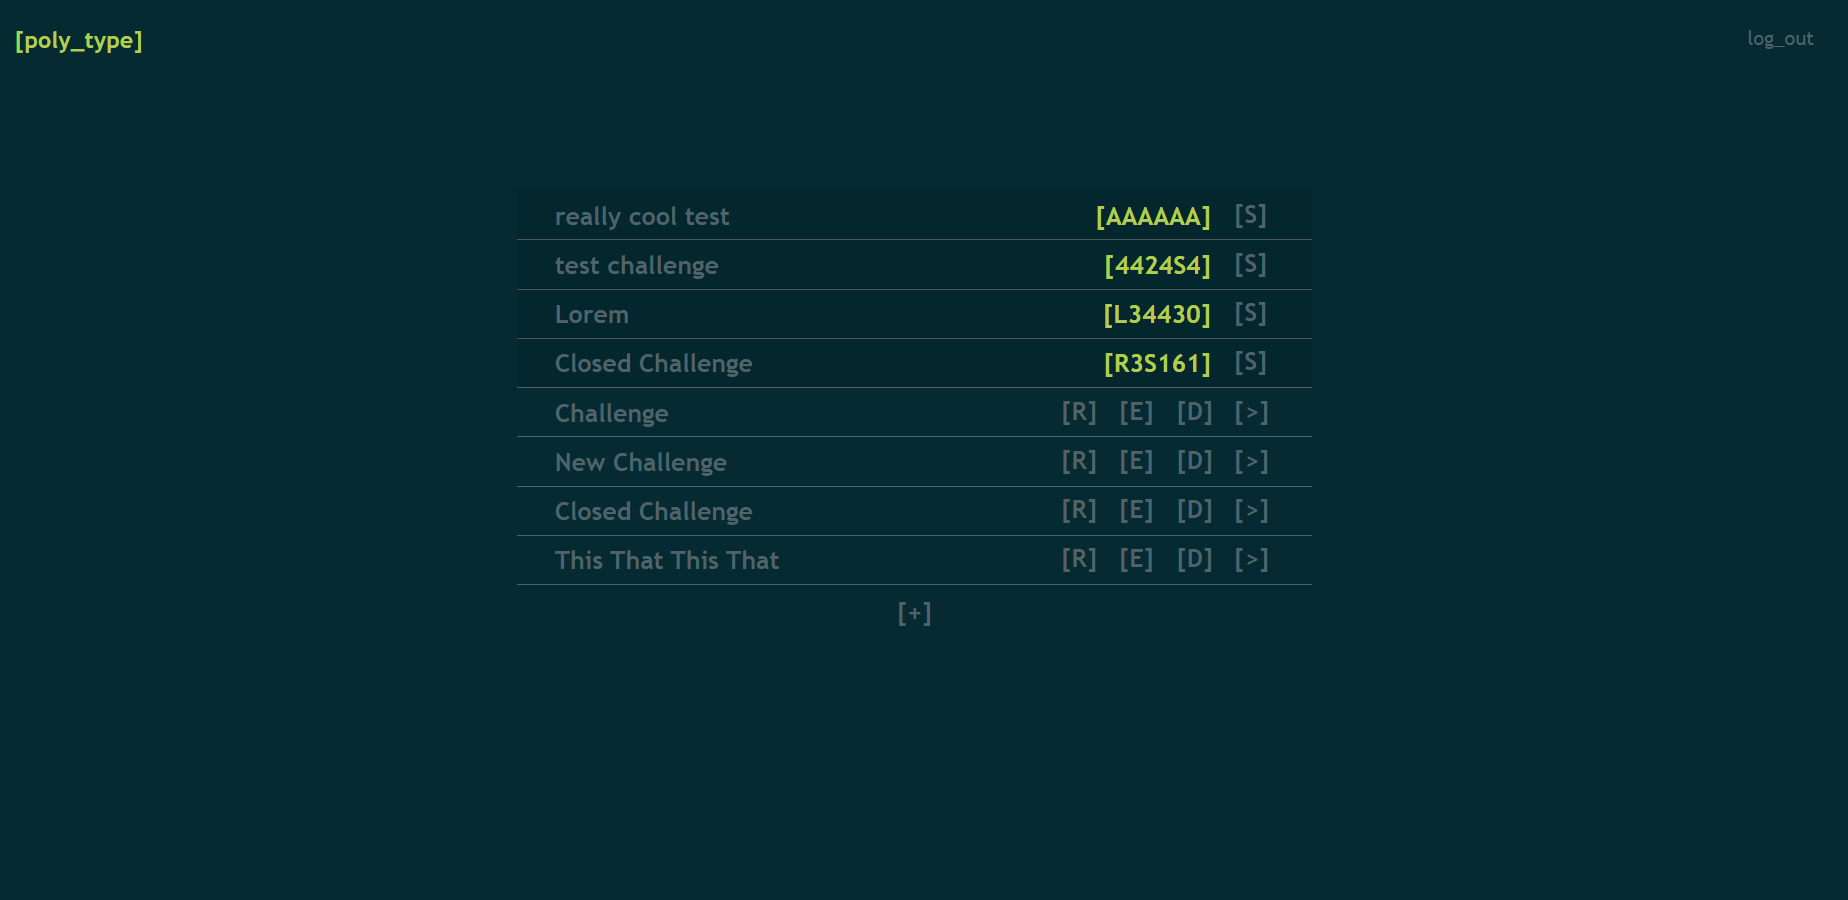 [poly_type] log_out
really cool test [AAAAAA] [S]
test challenge [4424S4] [S]
Lorem [L34430] [S]
Closed Challenge [R3S161] [S]
Challenge [R] [E] [D] [>]
New Challenge [R] [E] [D] [>]
Closed Challenge [R] [E] [D] [>]
This That This That [R] [E] [D] [>]
[+]